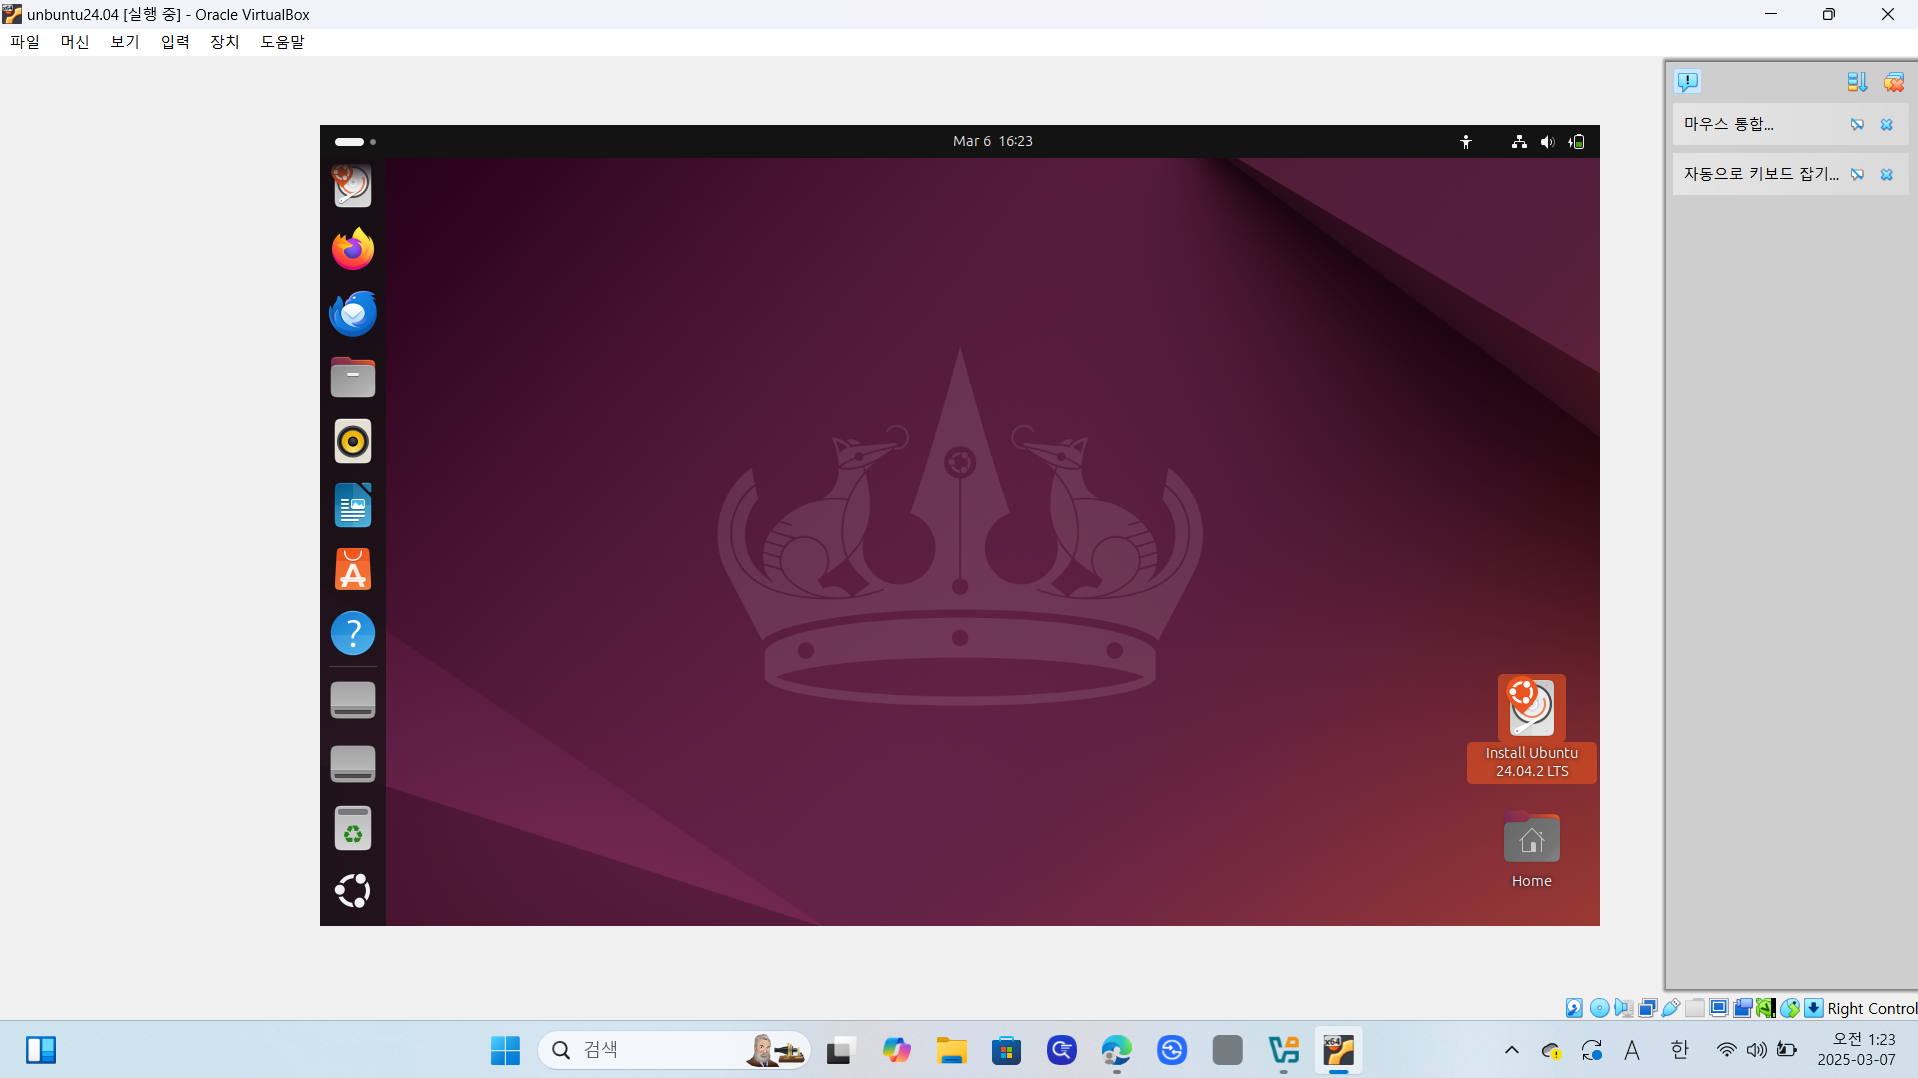 unbuntu24.04 [실행 중] - Oracle VirtualBox
파일 머신 보기 입력 장치 도움말
마우스 통합...
자동으로 키보드 잡기...
Mar 6 16:23
Install Ubuntu
24.04.2 LTS
Home
Right Control
검색
A 한
오전 1:23
2025-03-07